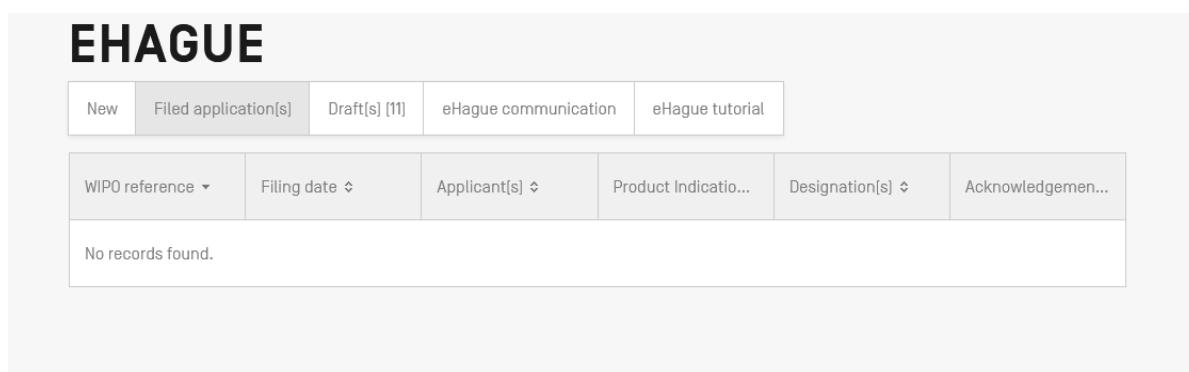 EHAGUE
New Filed application(s) Draft(s) (11) eHague communication eHague tutorial
WIPO reference Filing date Applicant(s) Product Indicatio... Designation(s) Acknowledgemen...
No records found.